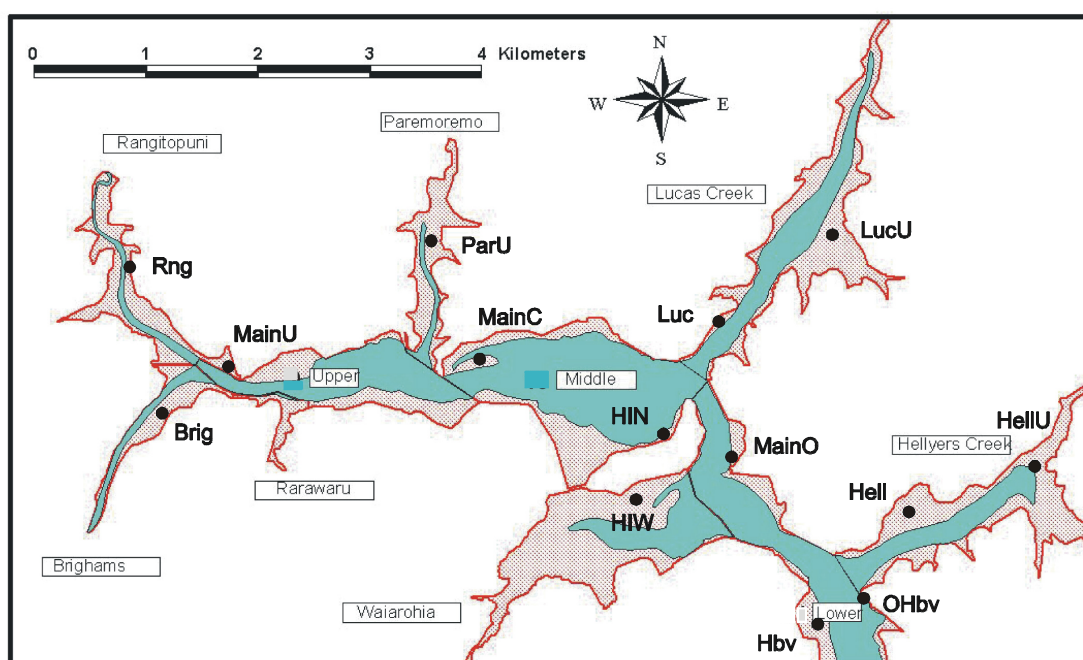 0 1 2 3 4 Kilometers
N
W E
S
Paremoremo
Rangitopuni
Lucas Creek
LucU
ParU
Rng
Luc
MainC
MainU
Upper
Middle
Brig
HIN
MainO
HellU
Hellyers Creek
Rarawaru
Hell
HIW
Brighams
Waiarohia
OHbv
Lower
Hbv